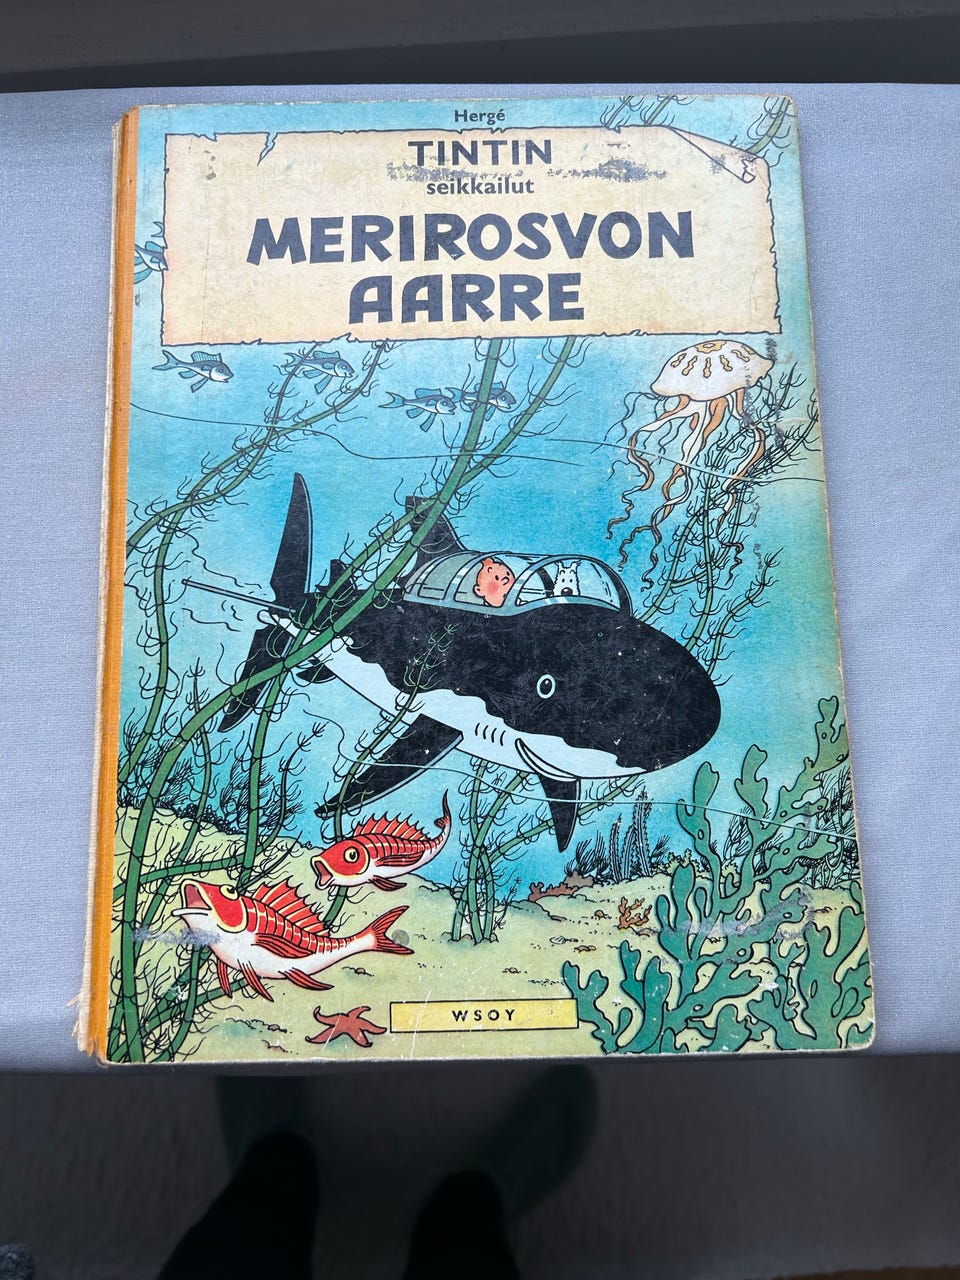 Hergé
TINTIN
seikkailut
MERIROSVON
AARRE
WSOY